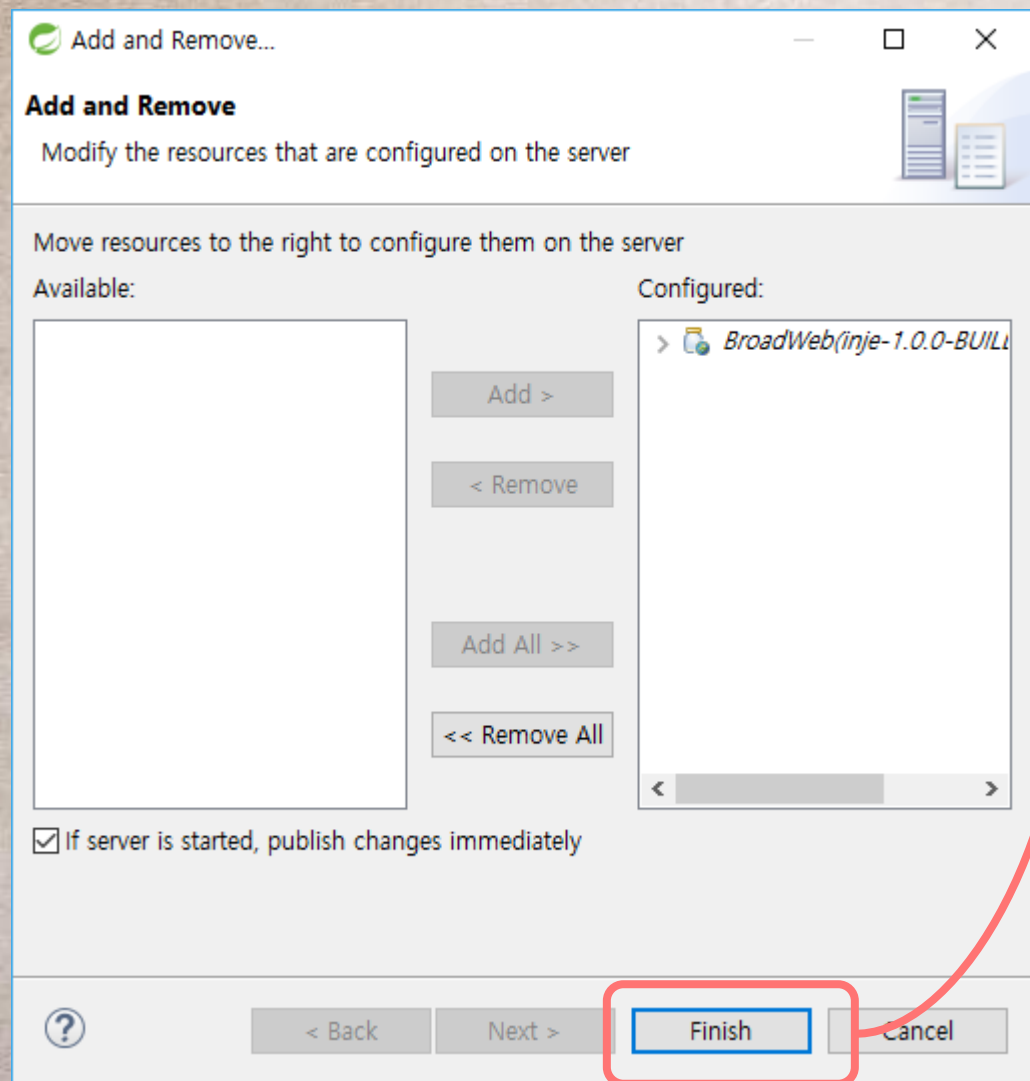 Add and Remove...
Add and Remove
Modify the resources that are configured on the server
Move resources to the right to configure them on the server
Available:
Configured:
BroadWeb(inje-1.0.0-BUIL
Add >
< Remove
Add All >>
<< Remove All
If server is started, publish changes immediately
?
< Back
Next >
Finish
Cancel